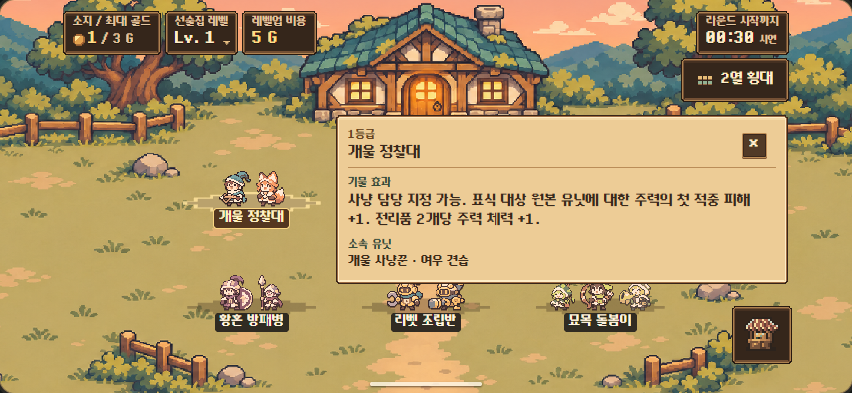 소지 / 최대 골드
1 / 3 G
선술집 레벨
Lv. 1
레벨업 비용
5 G
라운드 시작까지
00:30 시연
2열 횡대
1등급
개울 정찰대
×
가물 효과
사냥 담당 지정 가능. 표식 대상 원본 유닛에 대한 주력의 첫 적중 피해
+1. 전리품 2개당 주력 체력 +1.
소속 유닛
개울 사냥꾼 · 여우 견습
개울 정찰대
황혼 방패병
리벳 조립반
묘목 돌봄이